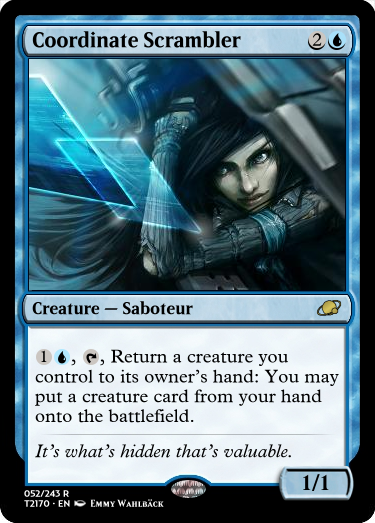 Coordinate Scrambler 2
Creature — Saboteur
1, , Return a creature you
control to its owner's hand: You may
put a creature card from your hand
onto the battlefield.
It's what's hidden that's valuable.
1/1
052/243 R
T2170 · EN Emmy Wahlbäck